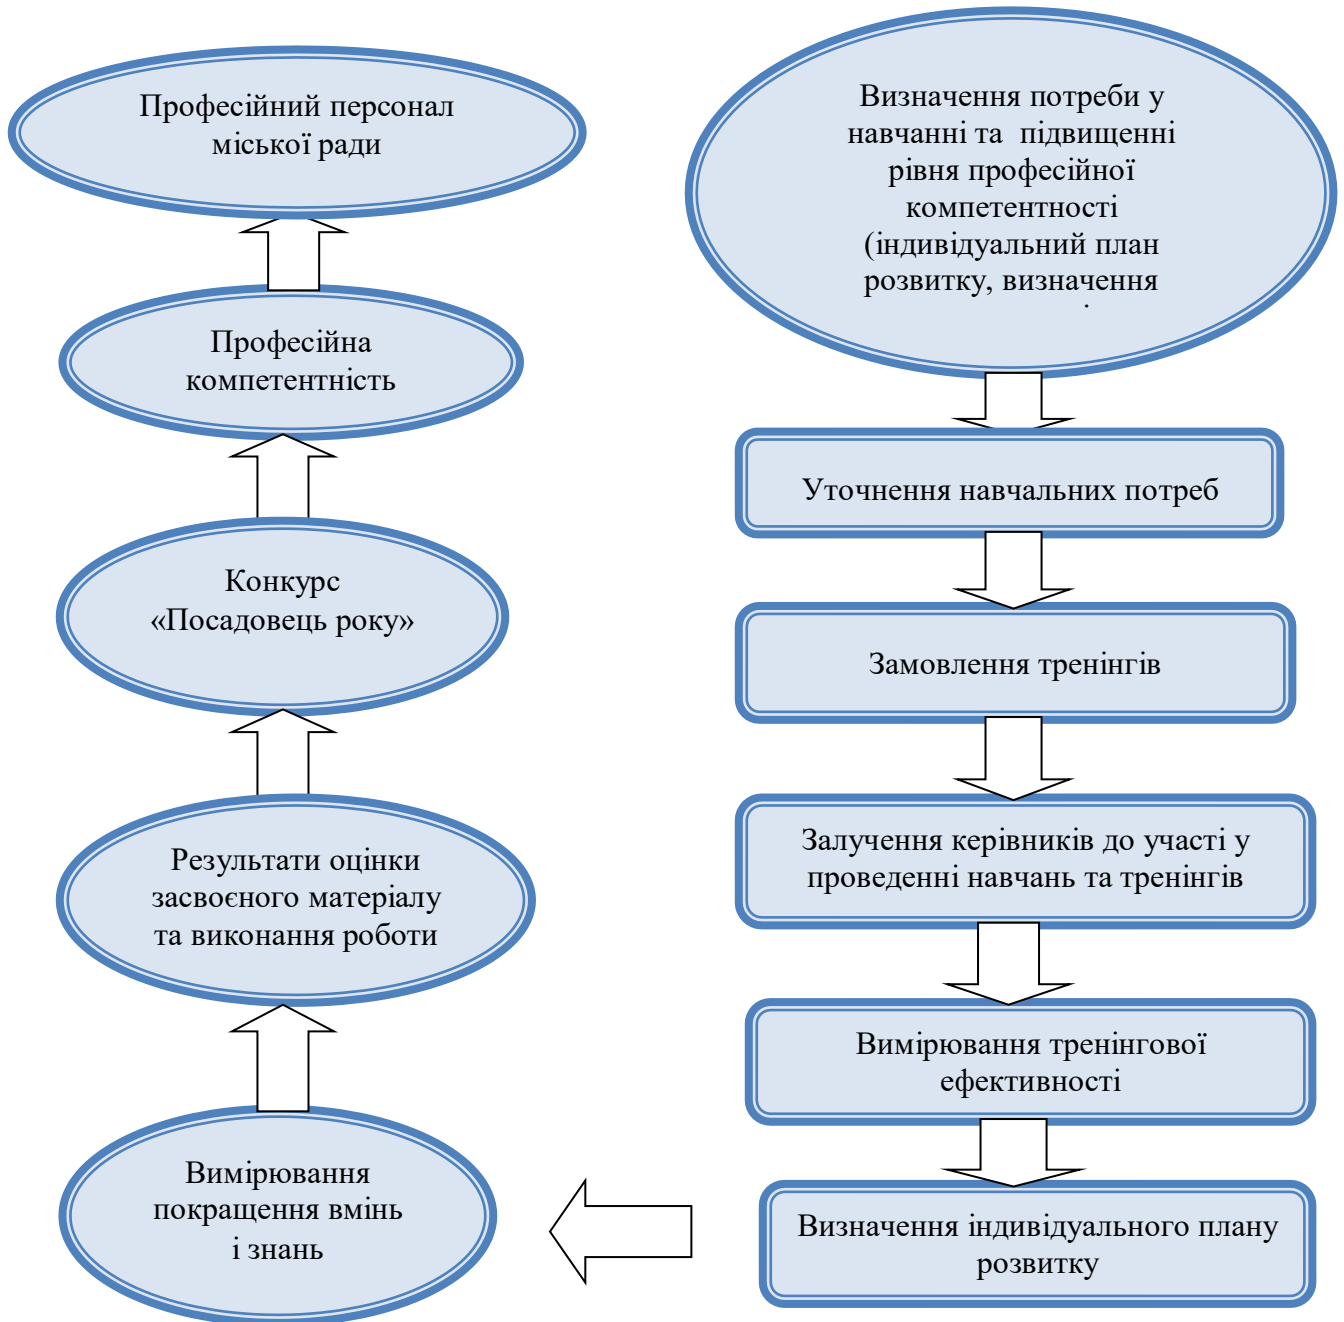 Професійний персонал
міської ради
Професійна
компетентність
Конкурс
«Посадовець року»
Результати оцінки
засвоєного матеріалу
та виконання роботи
Вимірювання
покращення вмінь
і знань
Визначення потреби у
навчанні та підвищенні
рівня професійної
компетентності
(індивідуальний план
розвитку, визначення
Уточнення навчальних потреб
Замовлення тренінгів
Залучення керівників до участі у
проведенні навчань та тренінгів
Вимірювання тренінгової
ефективності
Визначення індивідуального плану
розвитку